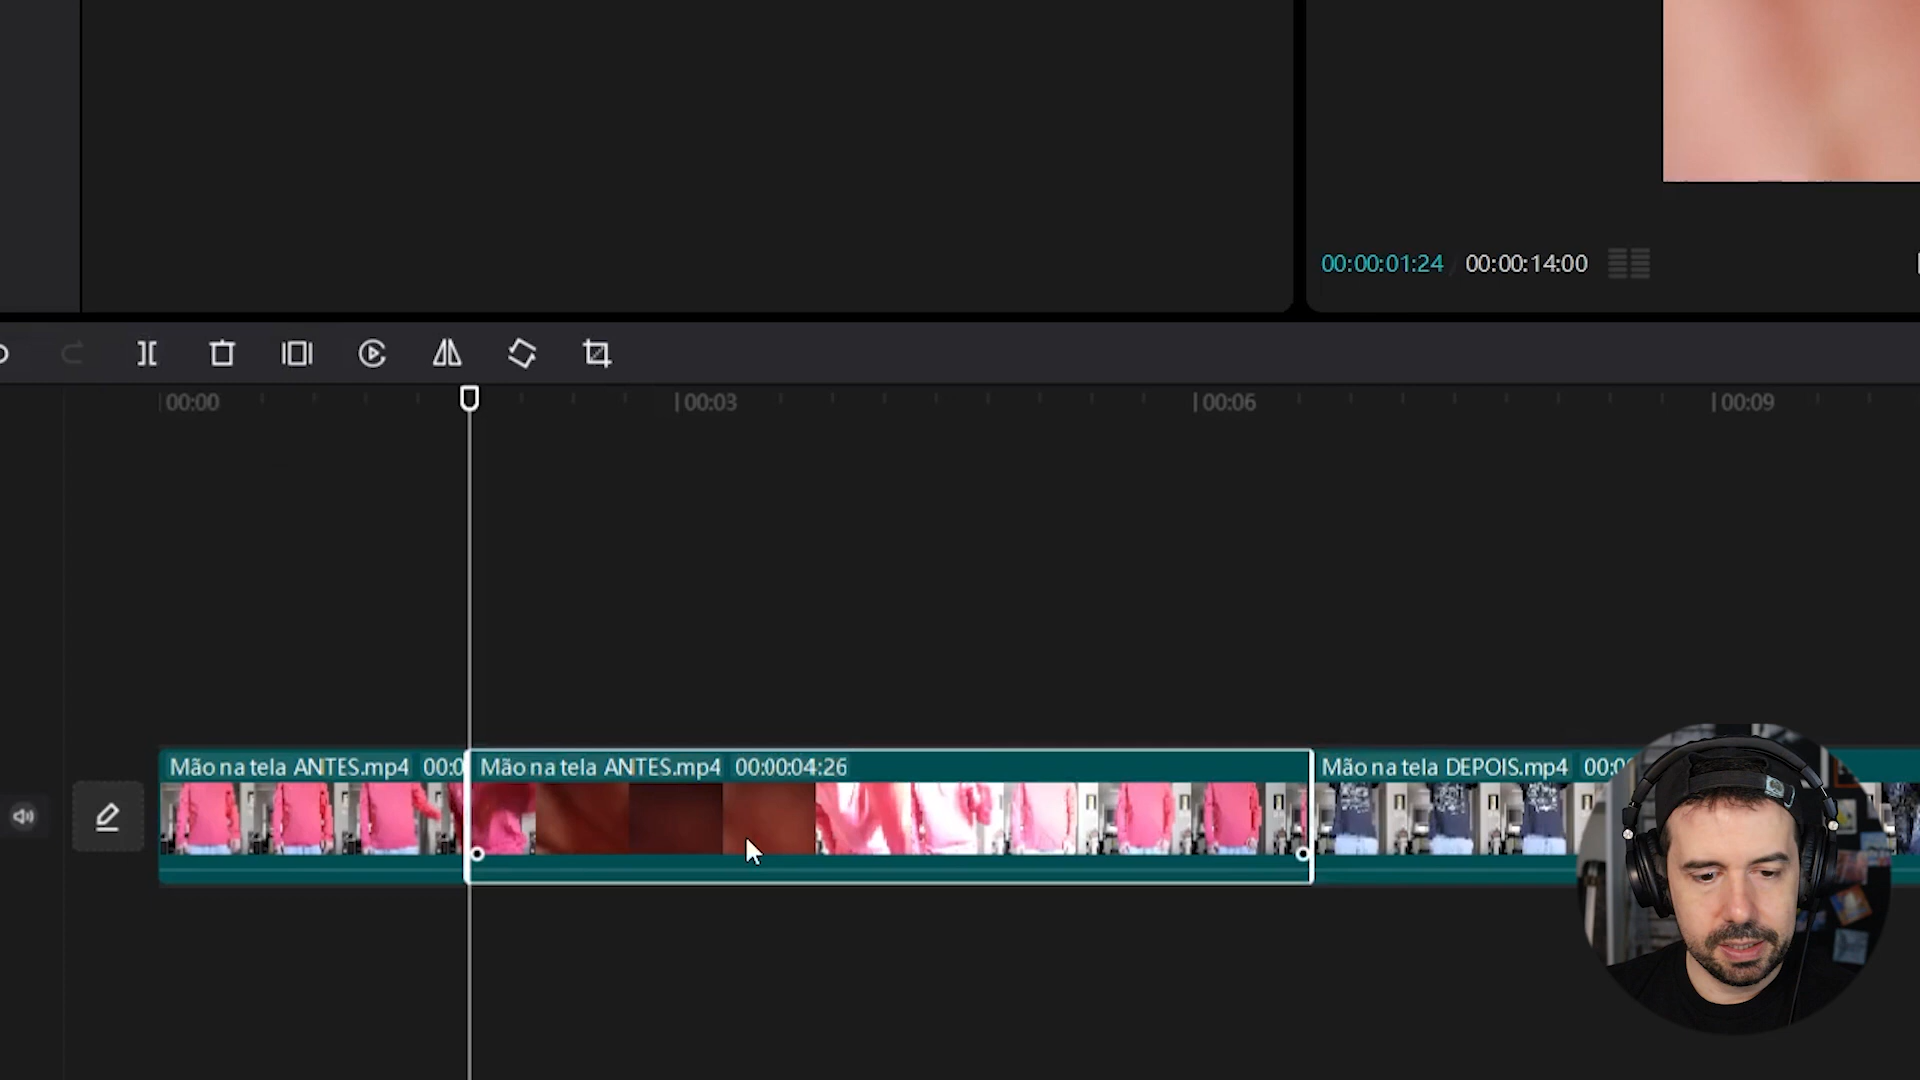 00:00:01:24 00:00:14:00
00:00 00:03 00:06 00:09
Mão na tela ANTES.mp4 00:0
Mão na tela ANTES.mp4 00:00:04:26
Mão na tela DEPOIS.mp4 00:0